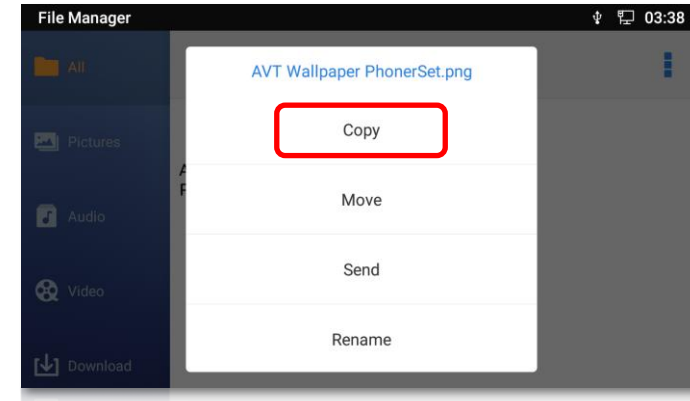 File Manager 03:38
All
AVT Wallpaper PhonerSet.png
Copy
Pictures
Move
Audio
Send
Video
Rename
Download